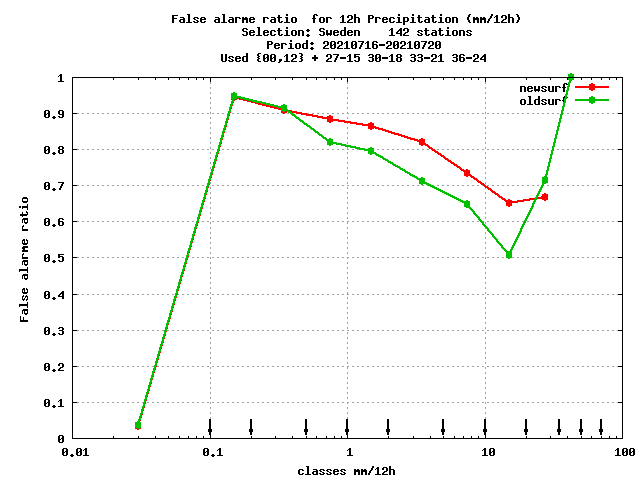 False alarme ratio  for 12h Precipitation (mm/12h)
Selection: Sweden    142 stations
Period: 20210716-20210720
Used {00,12} + 27-15 30-18 33-21 36-24
newsurf
oldsurf
1
0.9
0.8
0.7
0.6
0.5
0.4
0.3
0.2
0.1
0
False alarme ratio
0.01 0.1 1 10 100
classes mm/12h